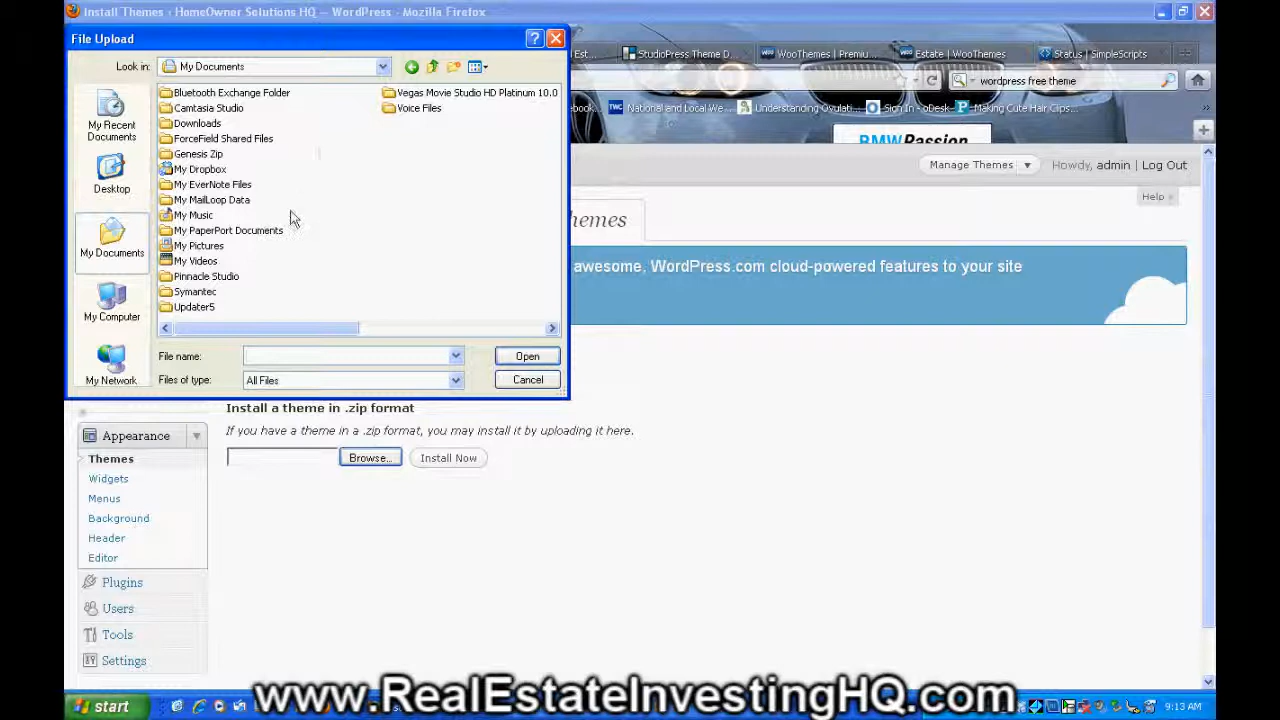 Install Themes ‹ HomeOwner Solutions HQ — WordPress - Mozilla Firefox
File Upload
Look in: My Documents
My Recent Documents
Desktop
My Documents
My Computer
My Network
Bluetooth Exchange Folder
Camtasia Studio
Downloads
ForceField Shared Files
Genesis Zip
My Dropbox
My EverNote Files
My MailLoop Data
My Music
My PaperPort Documents
My Pictures
My Videos
Pinnacle Studio
Symantec
Updater5
Vegas Movie Studio HD Platinum 10.0
Voice Files
File name:
Open
Files of type: All Files
Cancel
Est...
StudioPress Theme D...
WooThemes | Premiu...
Estate | WooThemes
Status | SimpleScripts
wordpress free theme
ebook...
National and Local We...
Understanding Ovulati...
Sign In - oDesk
Making Cute Hair Clips...
BMWPassion
Manage Themes
Howdy, admin | Log Out
Help
hemes
awesome, WordPress.com cloud-powered features to your site
Install a theme in .zip format
If you have a theme in a .zip format, you may install it by uploading it here.
Browse... Install Now
Appearance
Themes
Widgets
Menus
Background
Header
Editor
Plugins
Users
Tools
Settings
www.RealEstateInvestingHQ.com
start
9:13 AM